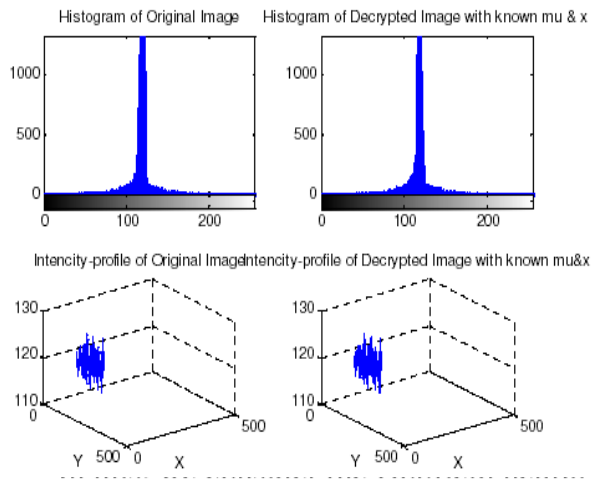 Histogram of Original Image
Histogram of Decrypted Image with known mu & x
1000
500
0
0 100 200
1000
500
0
0 100 200
Intencity-profile of Original Image
Intencity-profile of Decrypted Image with known mu&x
130
120
110
0
Y
500
0
X
500
130
120
110
0
Y
500
0
X
500